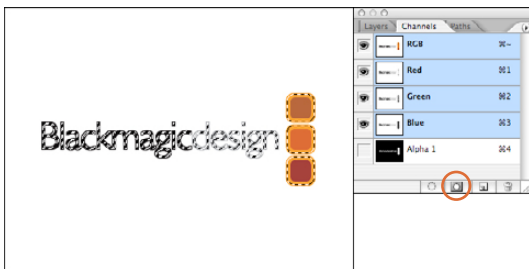 Blackmagicdesign
Layers Channels Paths
RGB ⌘~
Red ⌘1
Green ⌘2
Blue ⌘3
Alpha 1 ⌘4